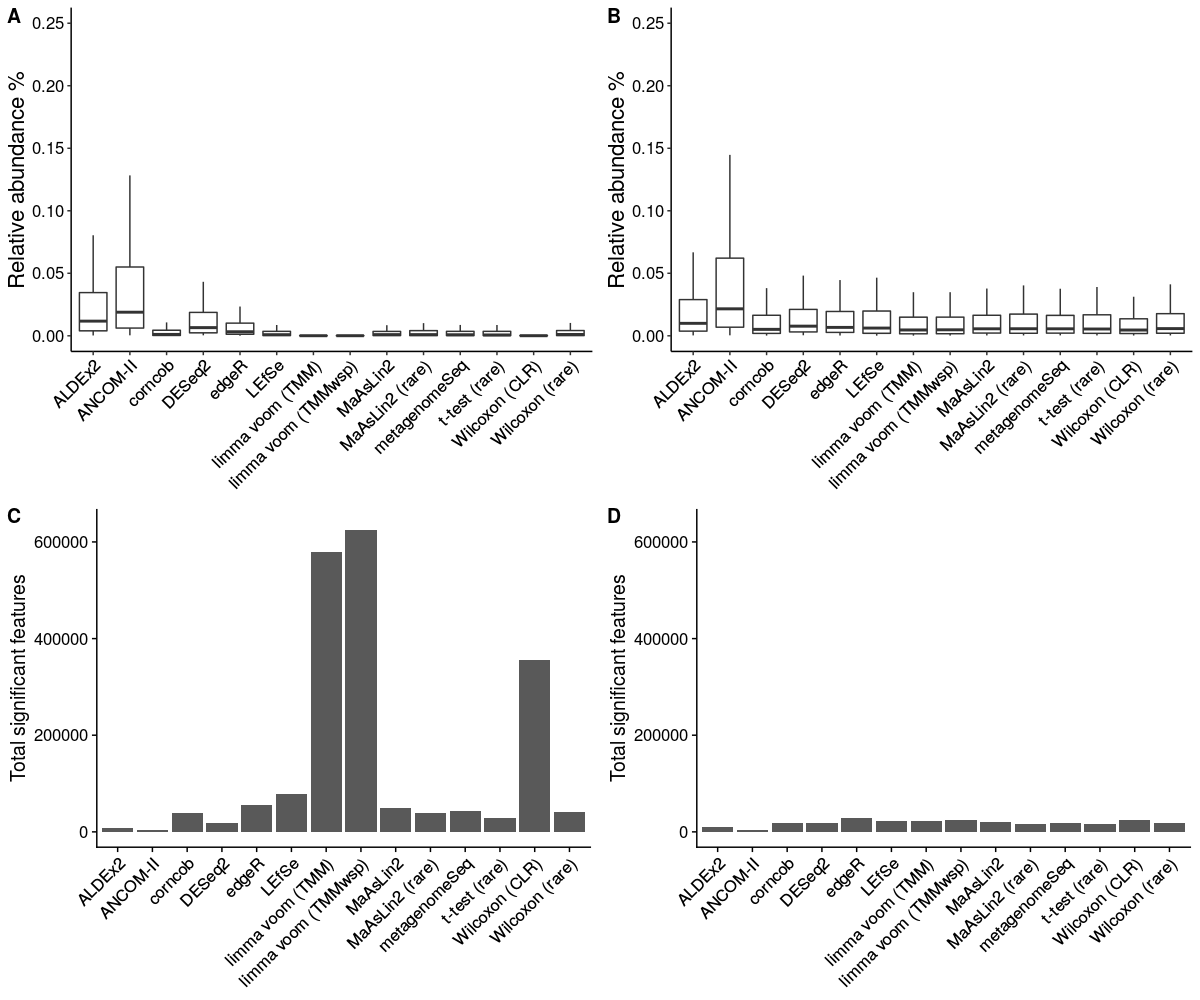 A
Relative abundance %
0.25
0.20
0.15
0.10
0.05
0.00
ALDEx2
ANCOM-II
corncob
DESeq2
edgeR
LEfSe
limma voom (TMM)
limma voom (TMMwsp)
MaAsLin2
MaAsLin2 (rare)
metagenomeSeq
t-test (rare)
Wilcoxon (CLR)
Wilcoxon (rare)
B
Relative abundance %
0.25
0.20
0.15
0.10
0.05
0.00
ALDEx2
ANCOM-II
corncob
DESeq2
edgeR
LEfSe
limma voom (TMM)
limma voom (TMMwsp)
MaAsLin2
MaAsLin2 (rare)
metagenomeSeq
t-test (rare)
Wilcoxon (CLR)
Wilcoxon (rare)
C
Total significant features
600000
400000
200000
0
ALDEx2
ANCOM-II
corncob
DESeq2
edgeR
LEfSe
limma voom (TMM)
limma voom (TMMwsp)
MaAsLin2
MaAsLin2 (rare)
metagenomeSeq
t-test (rare)
Wilcoxon (CLR)
Wilcoxon (rare)
D
Total significant features
600000
400000
200000
0
ALDEx2
ANCOM-II
corncob
DESeq2
edgeR
LEfSe
limma voom (TMM)
limma voom (TMMwsp)
MaAsLin2
MaAsLin2 (rare)
metagenomeSeq
t-test (rare)
Wilcoxon (CLR)
Wilcoxon (rare)